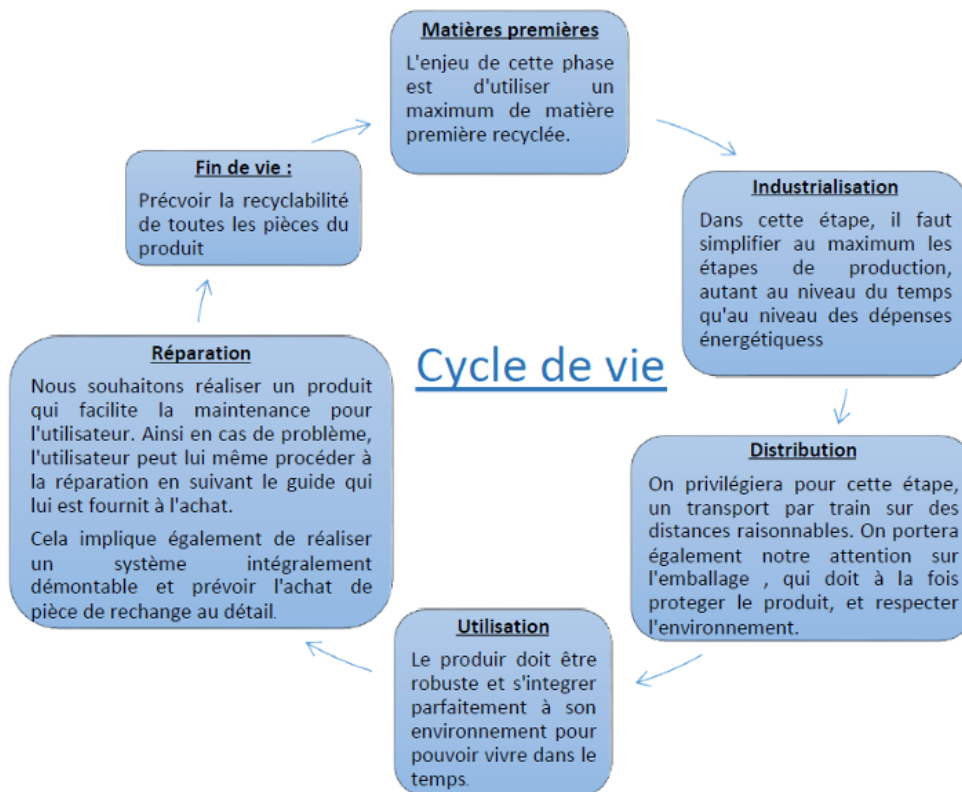 Matières premières
L'enjeu de cette phase
est d'utiliser un
maximum de matière
première recyclée.
Industrialisation
Dans cette étape, il faut
simplifier au maximum les
étapes de production,
autant au niveau du temps
qu'au niveau des dépenses
énergétiquess
Distribution
On privilégiera pour cette étape,
un transport par train sur des
distances raisonnables. On portera
également notre attention sur
l'emballage , qui doit à la fois
proteger le produit, et respecter
l'environnement.
Utilisation
Le produir doit être
robuste et s'integrer
parfaitement à son
environnement pour
pouvoir vivre dans le
temps.
Réparation
Nous souhaitons réaliser un produit
qui facilite la maintenance pour
l'utilisateur. Ainsi en cas de problème,
l'utilisateur peut lui même procéder à
la réparation en suivant le guide qui
lui est fournit à l'achat.
Cela implique également de réaliser
un système intégralement
démontable et prévoir l'achat de
pièce de rechange au détail.
Fin de vie :
Précvoir la recyclabilité
de toutes les pièces du
produit
Cycle de vie